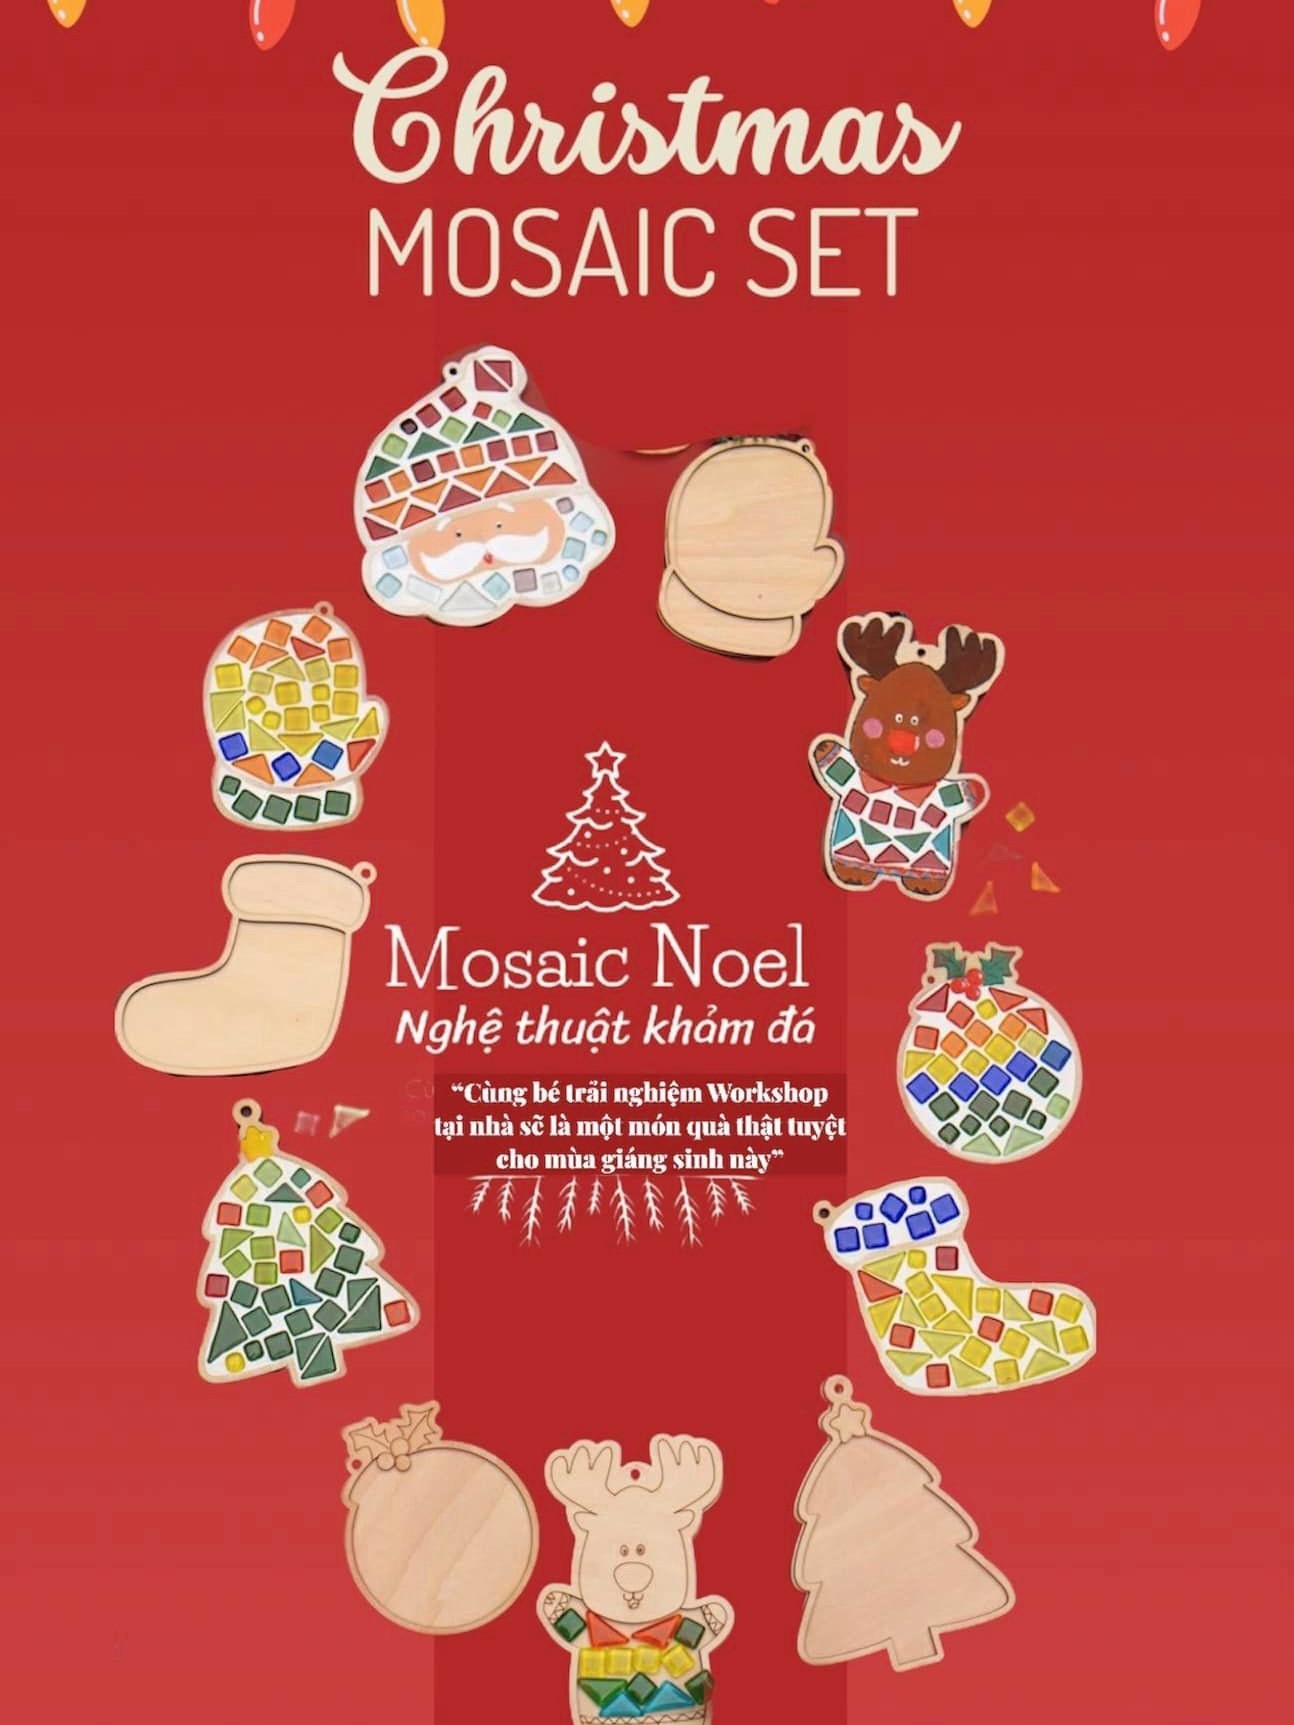 Christmas
MOSAIC SET
Mosaic Noel
Nghệ thuật khảm đá
“Cùng bé trải nghiệm Workshop
tại nhà sẽ là một món quà thật tuyệt
cho mùa giáng sinh này”